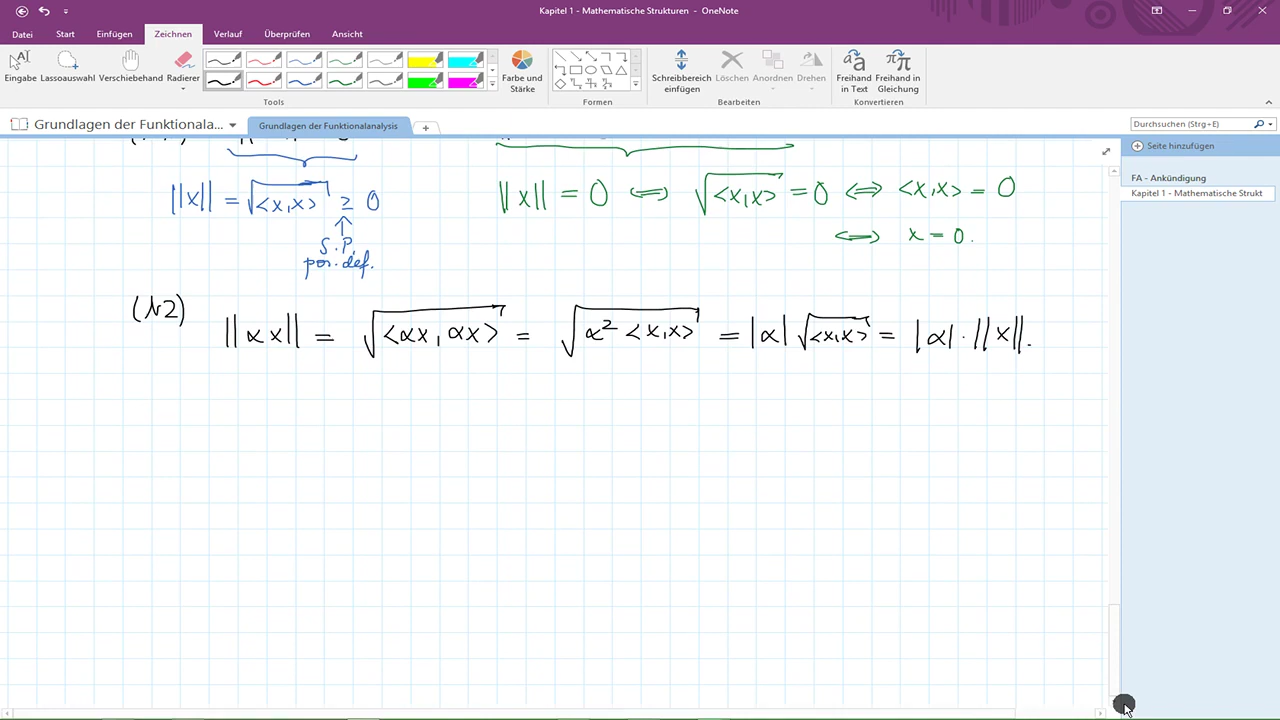 Kapitel 1 - Mathematische Strukturen - OneNote
Datei Start Einfügen Zeichnen Verlauf Überprüfen Ansicht
Eingabe Lassoauswahl Verschiebehand Radierer Farbe und Stärke Schreibbereich einfügen Löschen Anordnen Drehen Freihand in Text Freihand in Gleichung
Tools Formen Bearbeiten Konvertieren
Grundlagen der Funktionala... Grundlagen der Funktionalanalysis Durchsuchen (Strg+E)
Seite hinzufügen
FA - Ankündigung
Kapitel 1 - Mathematische Strukt
||x|| = √<x,x> ≥ 0
S.P.
pos. def.
||x|| = 0 ⟺ √<x,x> = 0 ⟺ <x,x> = 0
⟺ x = 0.
(N2)
||αx|| = √<αx, αx> = √α² <x,x> = |α| √<x,x> = |α| · ||x||.